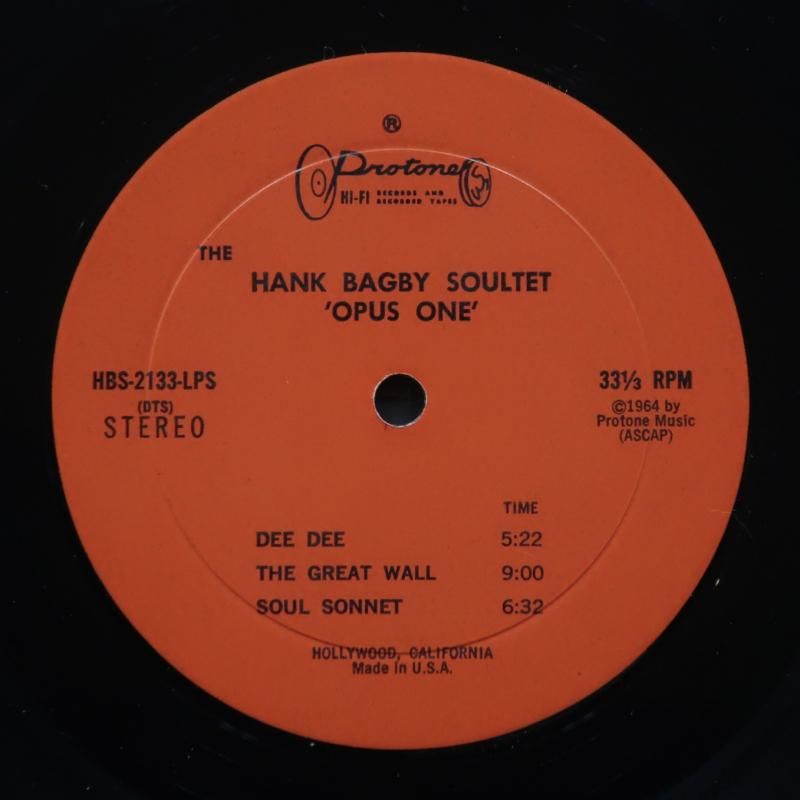 ®
Protone
HI-FI RECORDS AND RECORDED TAPES
THE
HANK BAGBY SOULTET
'OPUS ONE'
HBS-2133-LPS
(DTS)
STEREO
33⅓ RPM
©1964 by
Protone Music
(ASCAP)
TIME
DEE DEE 5:22
THE GREAT WALL 9:00
SOUL SONNET 6:32
HOLLYWOOD, CALIFORNIA
Made in U.S.A.